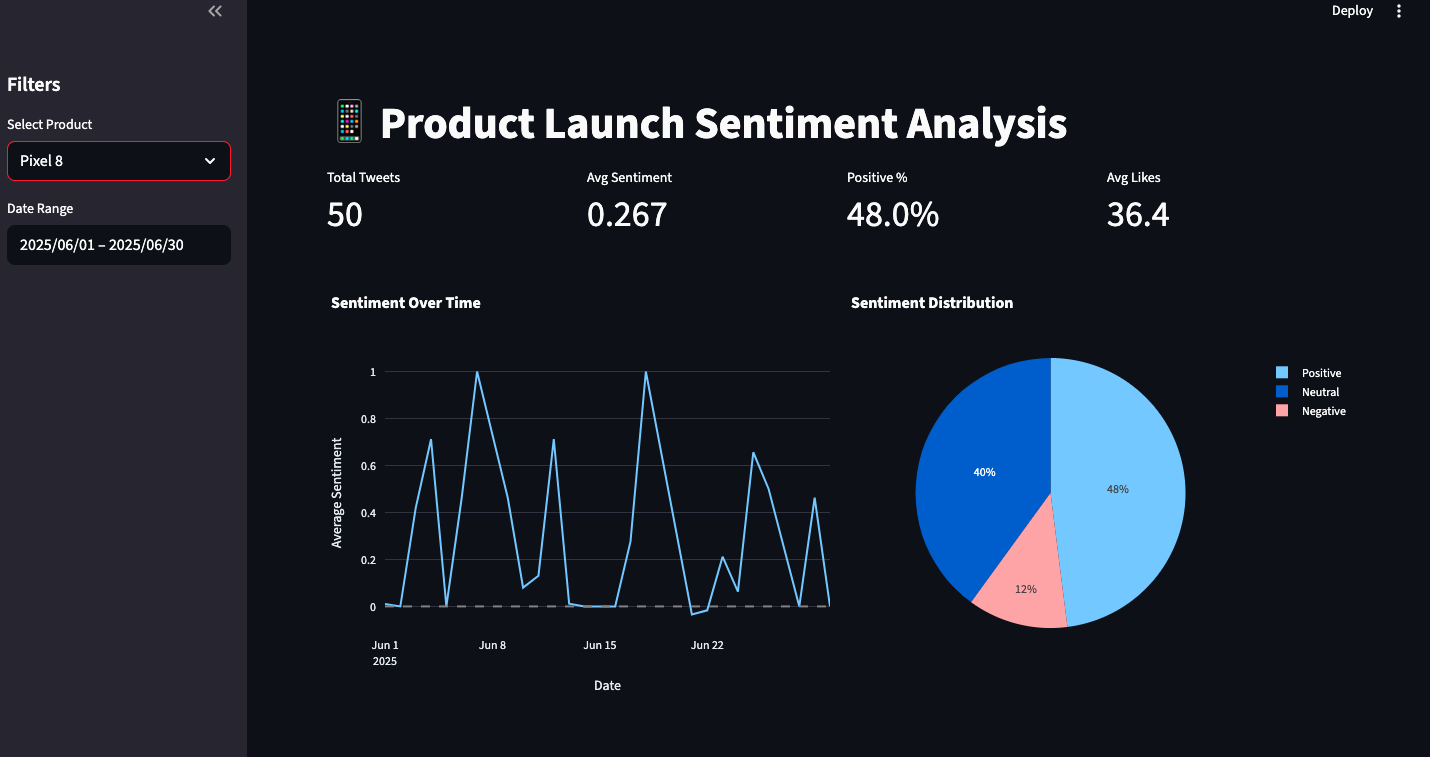 Deploy
Filters
Select Product
Pixel 8
Date Range
2025/06/01 – 2025/06/30
Product Launch Sentiment Analysis
Total Tweets
50
Avg Sentiment
0.267
Positive %
48.0%
Avg Likes
36.4
Sentiment Over Time
Average Sentiment
1
0.8
0.6
0.4
0.2
0
Jun 1
2025
Jun 8
Jun 15
Jun 22
Date
Sentiment Distribution
40%
48%
12%
Positive
Neutral
Negative